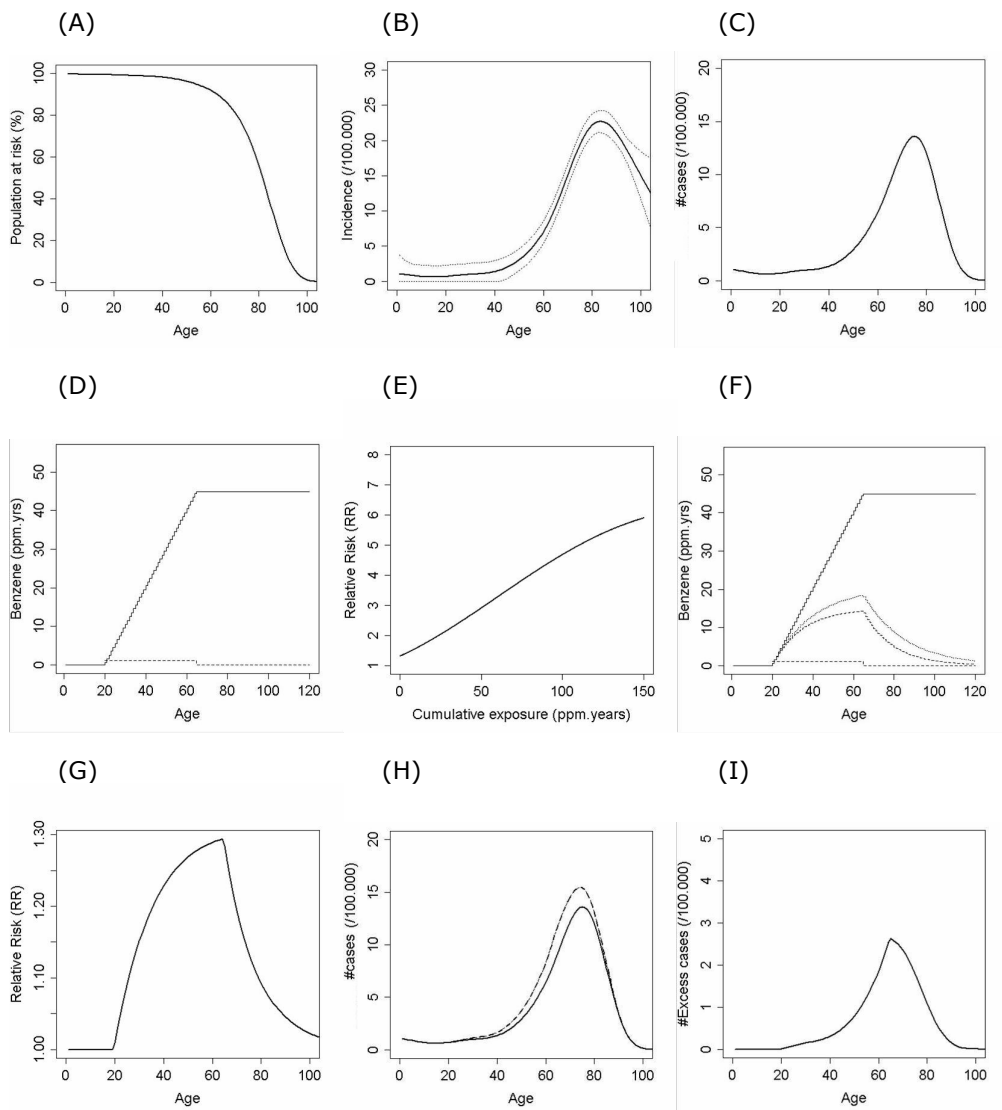 (A)
Population at risk (%)
0 20 40 60 80 100
0 20 40 60 80 100
Age
(B)
Incidence (/100.000)
0 5 10 15 20 25 30
0 20 40 60 80 100
Age
(C)
#cases (/100.000)
0 5 10 15 20
0 20 40 60 80 100
Age
(D)
Benzene (ppm.yrs)
0 10 20 30 40 50
0 20 40 60 80 100 120
Age
(E)
Relative Risk (RR)
1 2 3 4 5 6 7 8
0 50 100 150
Cumulative exposure (ppm.years)
(F)
Benzene (ppm.yrs)
0 10 20 30 40 50
0 20 40 60 80 100 120
Age
(G)
Relative Risk (RR)
1.00 1.10 1.20 1.30
0 20 40 60 80 100
Age
(H)
#cases (/100.000)
0 5 10 15 20
0 20 40 60 80 100
Age
(I)
#Excess cases (/100.000)
0 1 2 3 4 5
0 20 40 60 80 100
Age